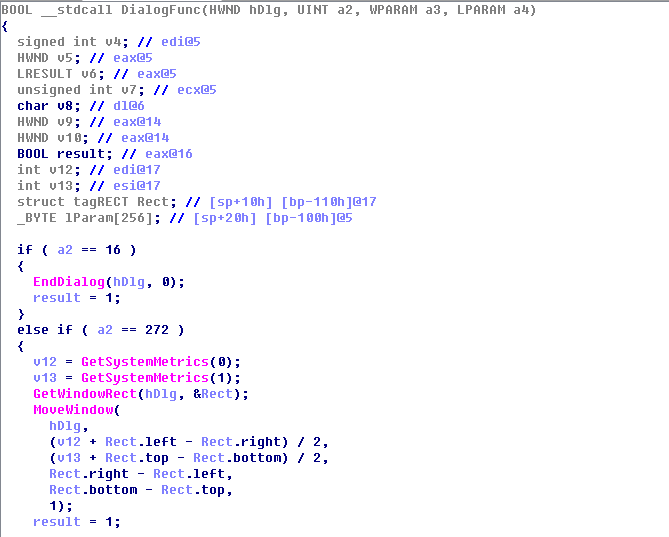 BOOL __stdcall DialogFunc(HWND hDlg, UINT a2, WPARAM a3, LPARAM a4)
{
  signed int v4; // edi@5
  HWND v5; // eax@5
  LRESULT v6; // eax@5
  unsigned int v7; // ecx@5
  char v8; // dl@6
  HWND v9; // eax@14
  HWND v10; // eax@14
  BOOL result; // eax@16
  int v12; // edi@17
  int v13; // esi@17
  struct tagRECT Rect; // [sp+10h] [bp-110h]@17
  _BYTE lParam[256]; // [sp+20h] [bp-100h]@5

  if ( a2 == 16 )
  {
    EndDialog(hDlg, 0);
    result = 1;
  }
  else if ( a2 == 272 )
  {
    v12 = GetSystemMetrics(0);
    v13 = GetSystemMetrics(1);
    GetWindowRect(hDlg, &Rect);
    MoveWindow(
      hDlg,
      (v12 + Rect.left - Rect.right) / 2,
      (v13 + Rect.top - Rect.bottom) / 2,
      Rect.right - Rect.left,
      Rect.bottom - Rect.top,
      1);
    result = 1;